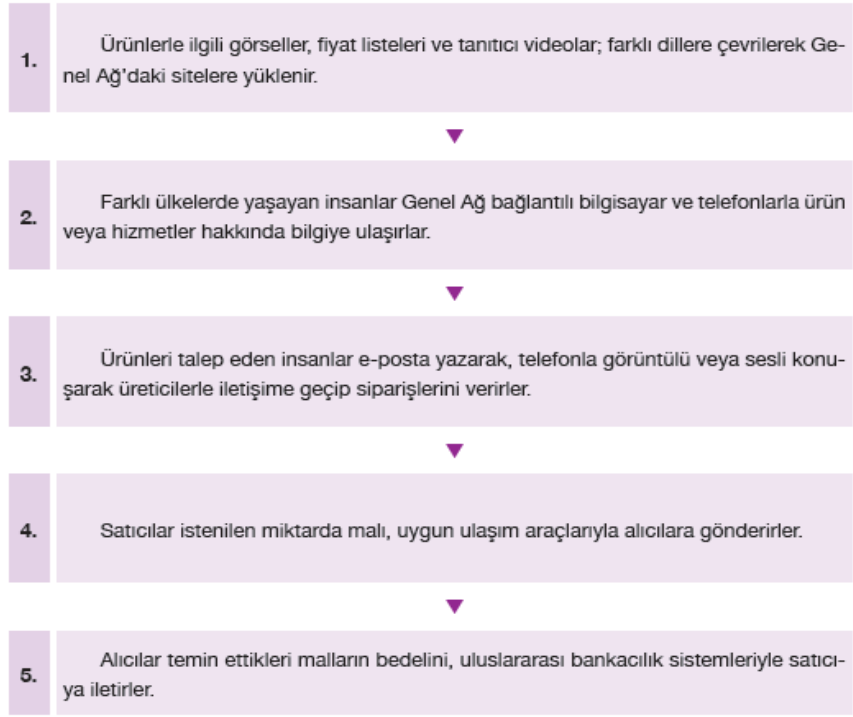 1.
Ürünlerle ilgili görseller, fiyat listeleri ve tanıtıcı videolar; farklı dillere çevrilerek Ge-
nel Ağ'daki sitelere yüklenir.
2.
Farklı ülkelerde yaşayan insanlar Genel Ağ bağlantılı bilgisayar ve telefonlarla ürün
veya hizmetler hakkında bilgiye ulaşırlar.
3.
Ürünleri talep eden insanlar e-posta yazarak, telefonla görüntülü veya sesli konu-
şarak üreticilerle iletişime geçip siparişlerini verirler.
4.
Satıcılar istenilen miktarda malı, uygun ulaşım araçlarıyla alıcılara gönderirler.
5.
Alıcılar temin ettikleri malların bedelini, uluslararası bankacılık sistemleriyle satıcı-
ya iletirler.